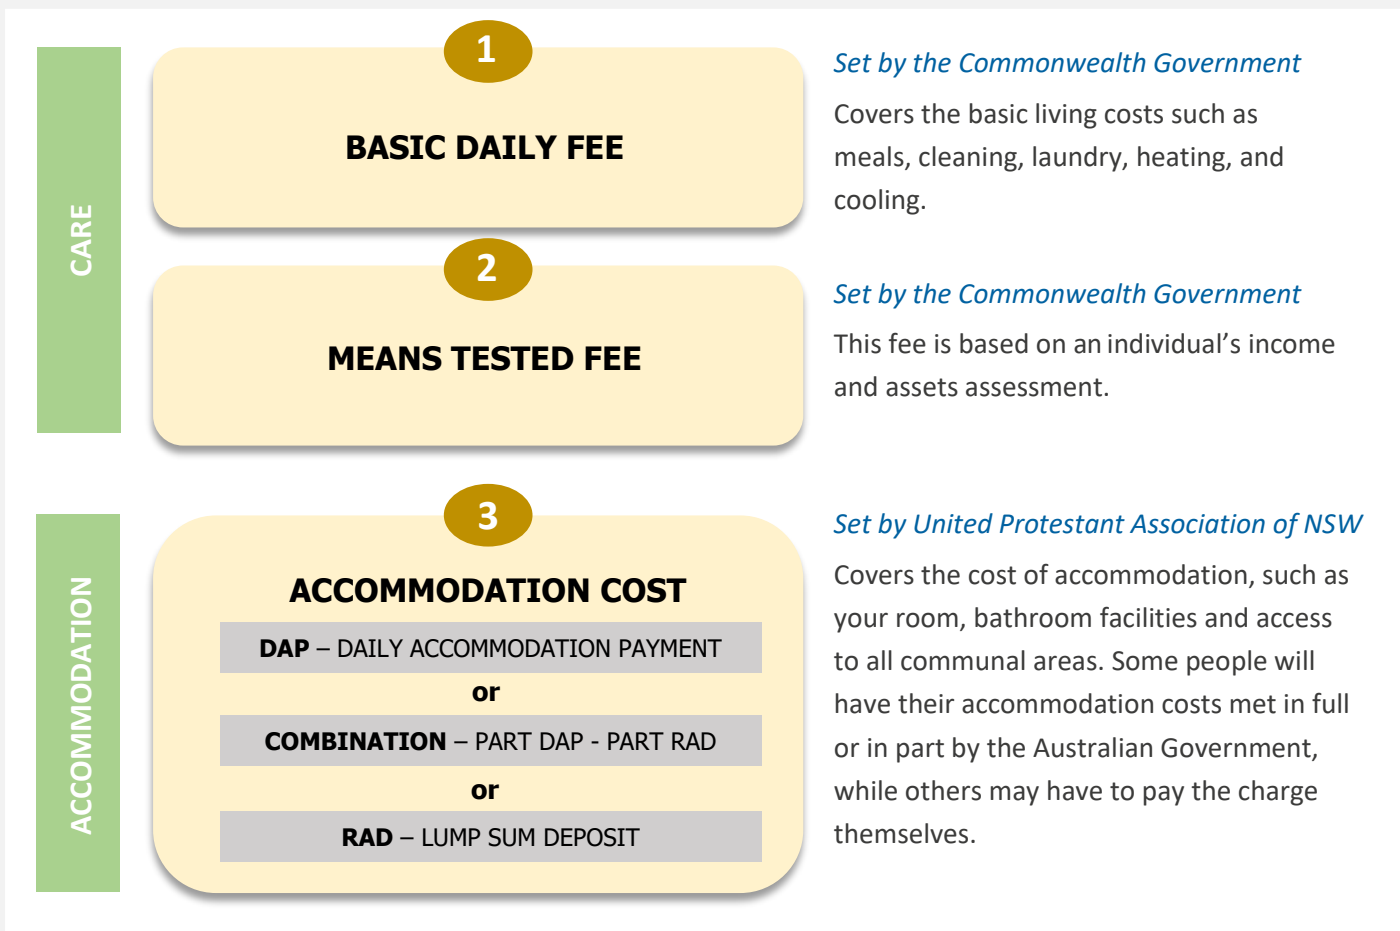 CARE
1
BASIC DAILY FEE
Set by the Commonwealth Government
Covers the basic living costs such as
meals, cleaning, laundry, heating, and
cooling.
2
MEANS TESTED FEE
Set by the Commonwealth Government
This fee is based on an individual’s income
and assets assessment.
ACCOMMODATION
3
ACCOMMODATION COST
DAP – DAILY ACCOMMODATION PAYMENT
or
COMBINATION – PART DAP - PART RAD
or
RAD – LUMP SUM DEPOSIT
Set by United Protestant Association of NSW
Covers the cost of accommodation, such as
your room, bathroom facilities and access
to all communal areas. Some people will
have their accommodation costs met in full
or in part by the Australian Government,
while others may have to pay the charge
themselves.